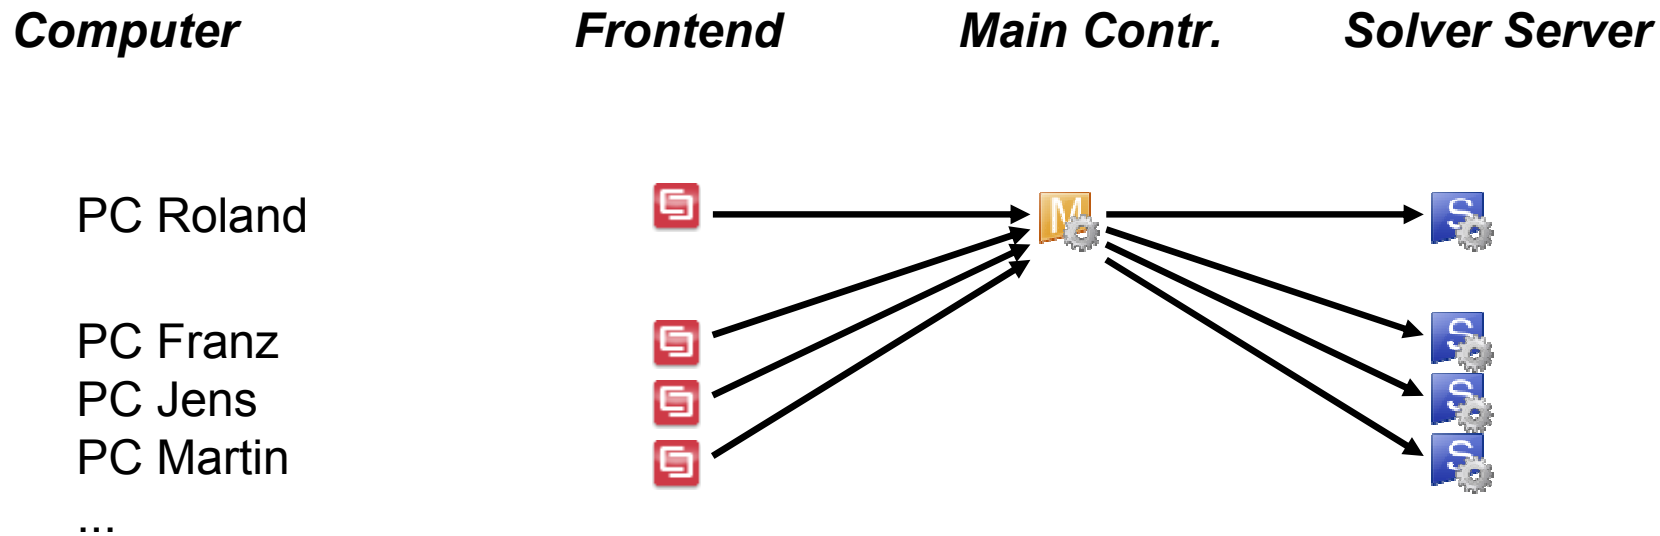 Computer Frontend Main Contr. Solver Server
PC Roland M S
PC Franz S
PC Jens S
PC Martin S
...